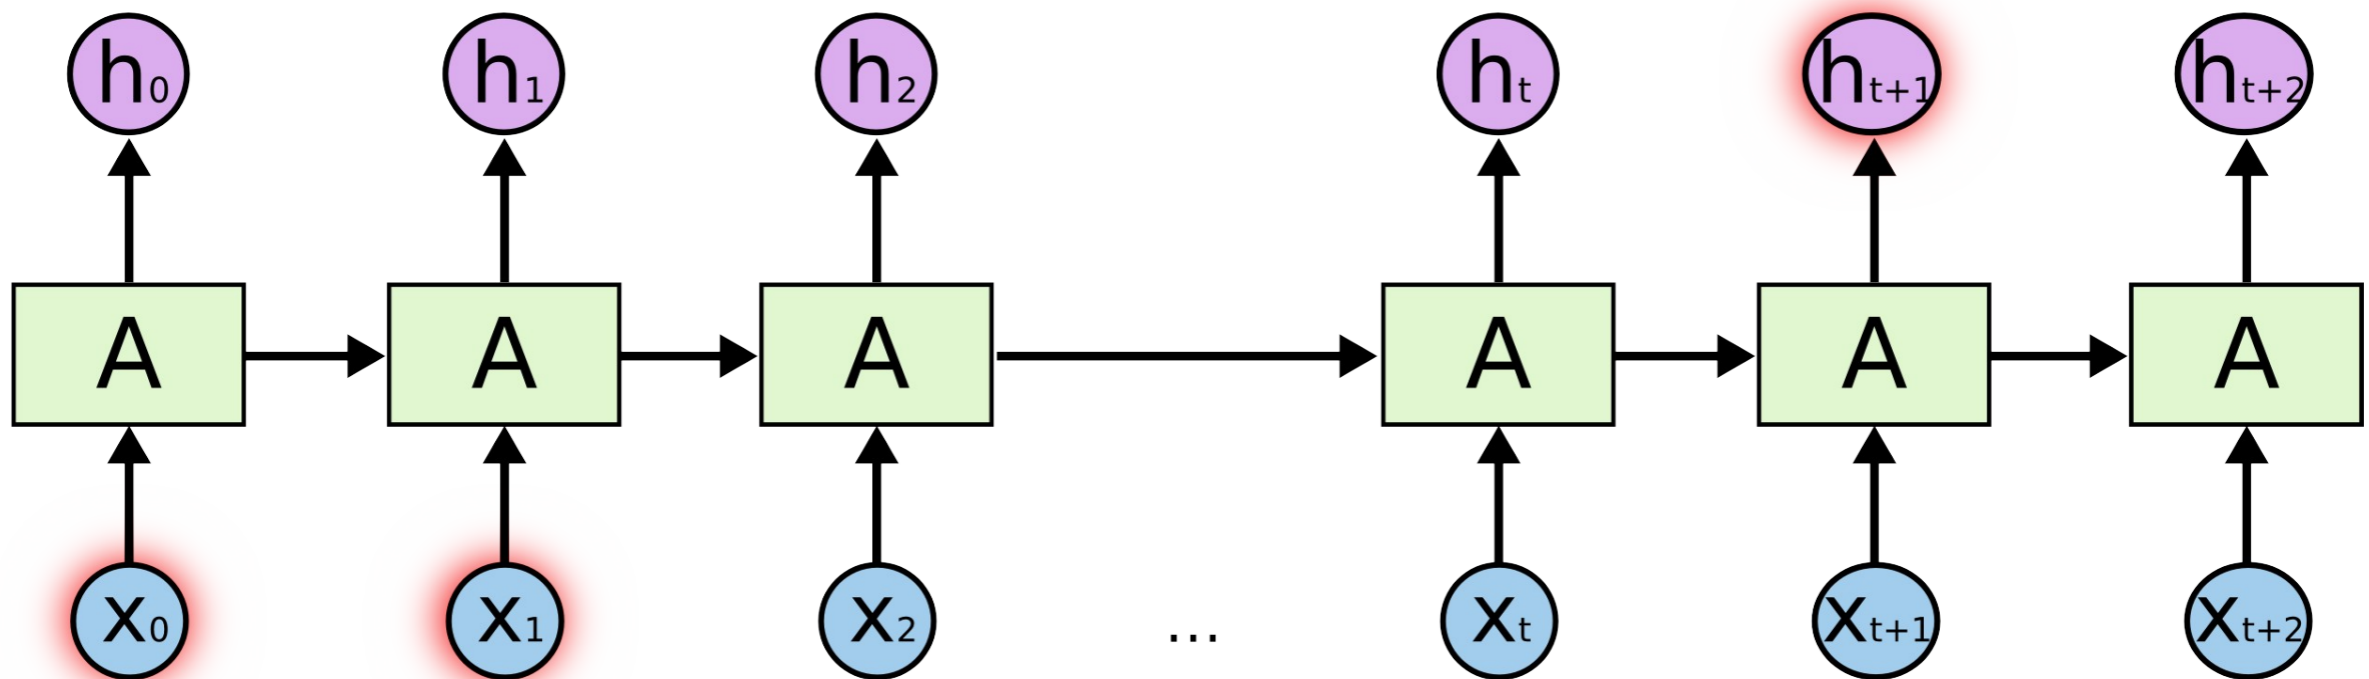 h0 h1 h2 ht ht+1 ht+2
A A A A A A
x0 x1 x2 ... xt xt+1 xt+2